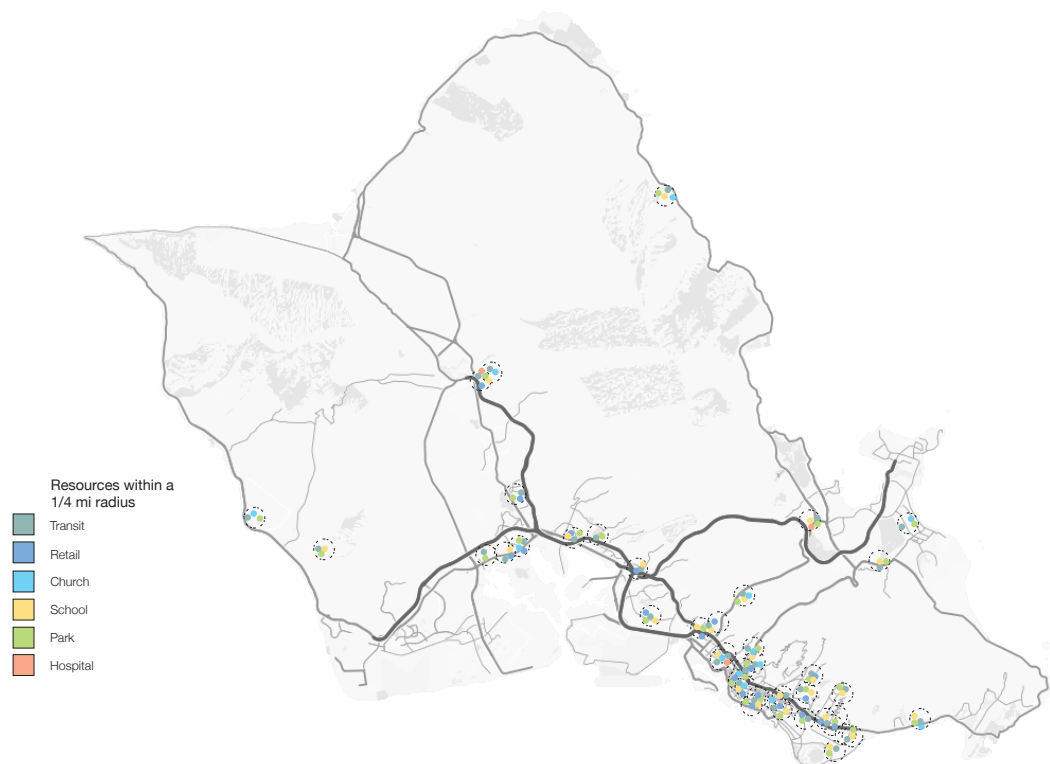 Resources within a
1/4 mi radius
Transit
Retail
Church
School
Park
Hospital